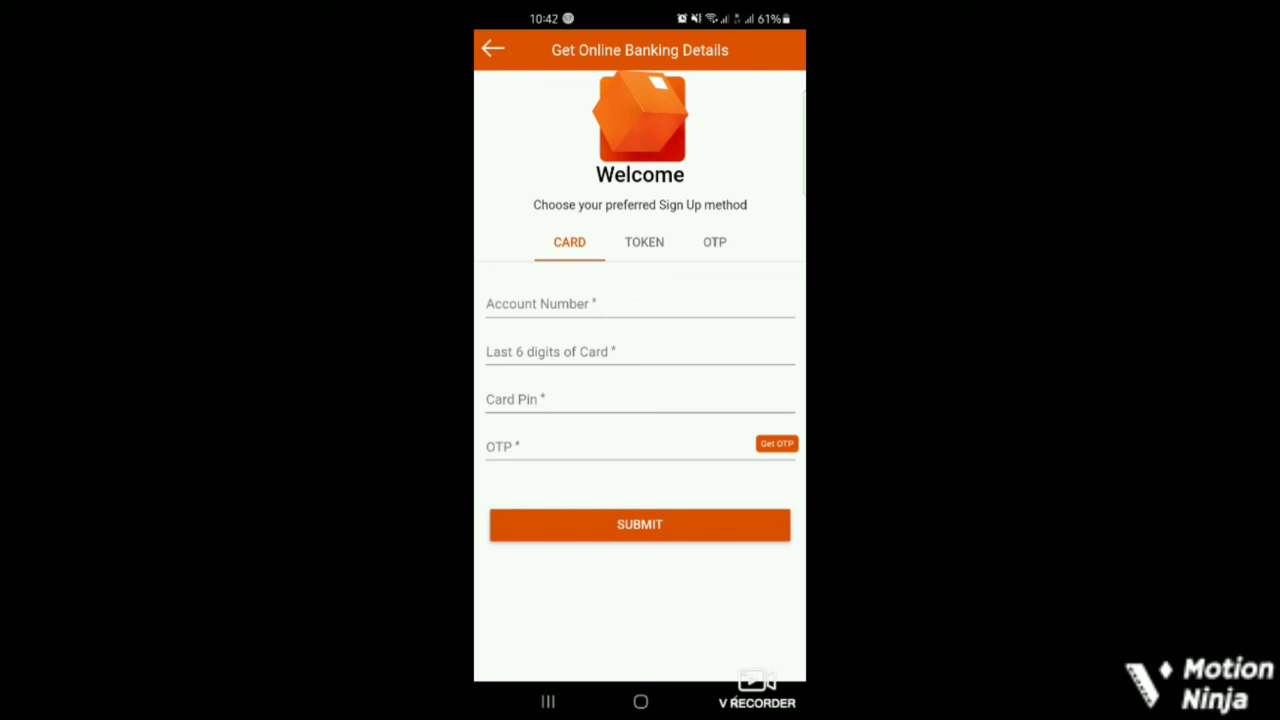 10:42
61%
Get Online Banking Details
Welcome
Choose your preferred Sign Up method
CARD TOKEN OTP
Account Number *
Last 6 digits of Card *
Card Pin *
OTP * Get OTP
SUBMIT
V RECORDER
Motion
Ninja